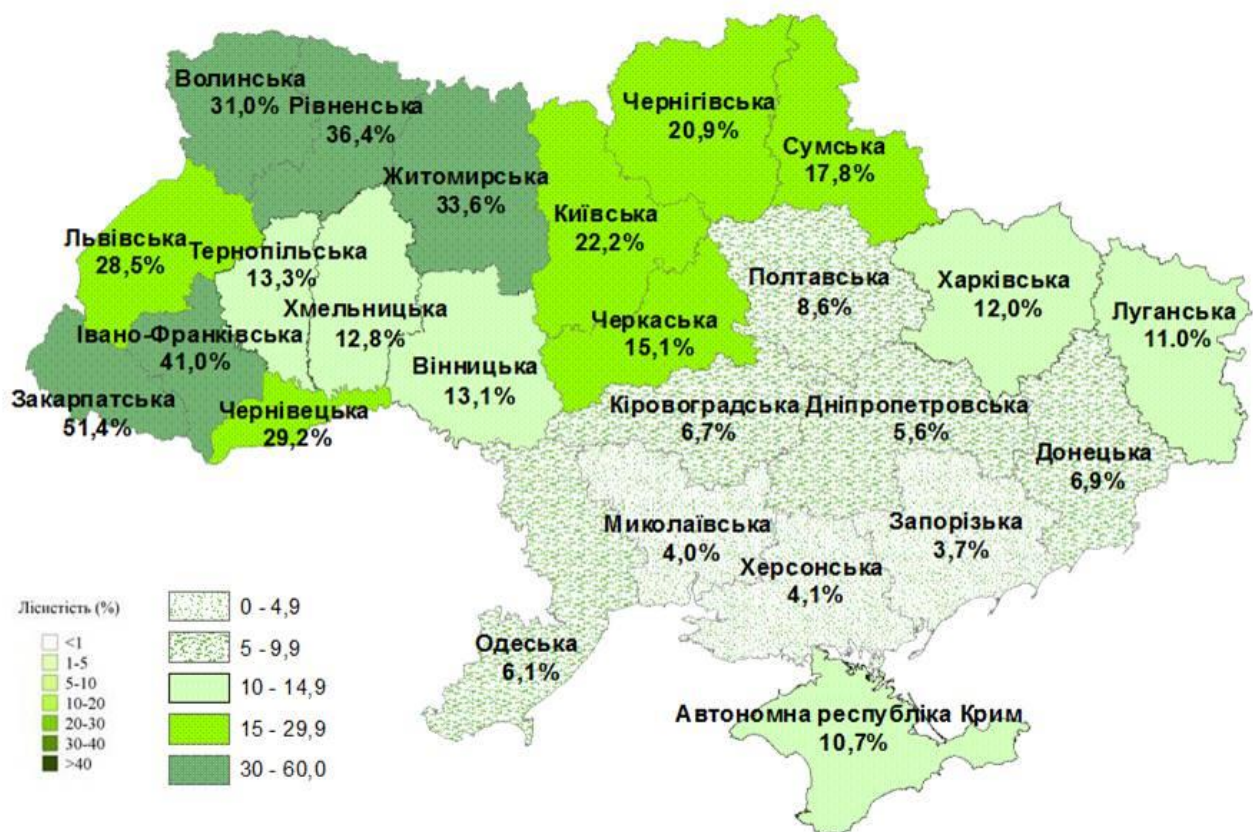 Волинська
31,0%
Рівненська
36,4%
Житомирська
33,6%
Чернігівська
20,9%
Сумська
17,8%
Київська
22,2%
Львівська
28,5%
Тернопільська
13,3%
Хмельницька
12,8%
Івано-Франківська
41,0%
Закарпатська
51,4%
Чернівецька
29,2%
Вінницька
13,1%
Черкаська
15,1%
Полтавська
8,6%
Харківська
12,0%
Луганська
11.0%
Кіровоградська
6,7%
Дніпропетровська
5,6%
Донецька
6,9%
Миколаївська
4,0%
Запорізька
3,7%
Херсонська
4,1%
Одеська
6,1%
Автономна республіка Крим
10,7%
Лісистість (%)
<1
1-5
5-10
10-20
20-30
30-40
>40
0 - 4,9
5 - 9,9
10 - 14,9
15 - 29,9
30 - 60,0